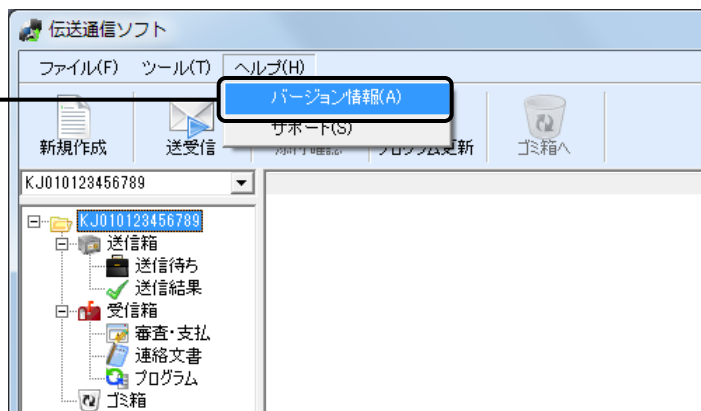 伝送通信ソフト
ファイル(F) ツール(T) ヘルプ(H)
バージョン情報(A)
サポート(S)
新規作成 送受信 添付確認 プログラム更新 ゴミ箱へ
KJ010123456789
KJ010123456789
送信箱
送信待ち
送信結果
受信箱
審査・支払
連絡文書
プログラム
ゴミ箱